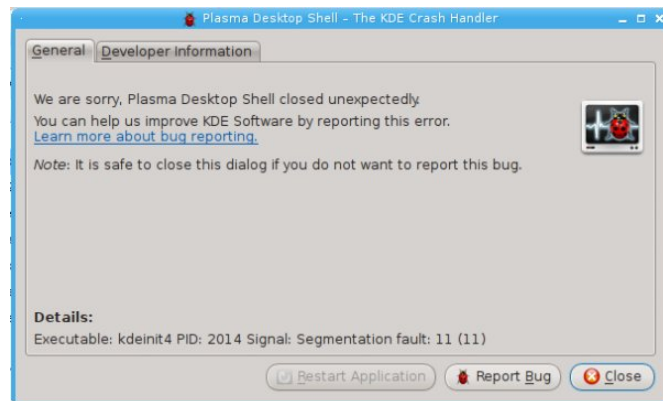 Plasma Desktop Shell – The KDE Crash Handler
General
Developer Information
We are sorry, Plasma Desktop Shell closed unexpectedly.
You can help us improve KDE Software by reporting this error.
Learn more about bug reporting.
Note: It is safe to close this dialog if you do not want to report this bug.
Details:
Executable: kdeinit4 PID: 2014 Signal: Segmentation fault: 11 (11)
Restart Application
Report Bug
Close